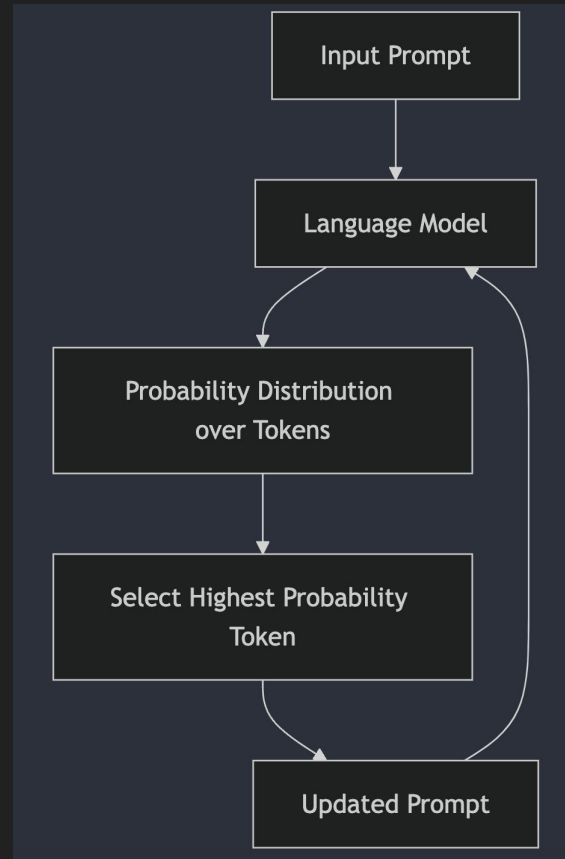 Input Prompt
Language Model
Probability Distribution
over Tokens
Select Highest Probability
Token
Updated Prompt